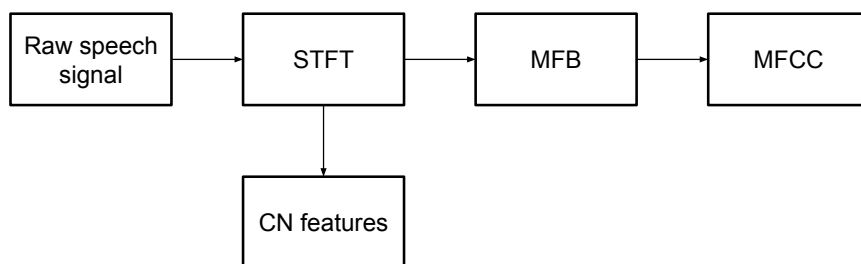 Raw speech
signal
STFT
MFB
MFCC
CN features